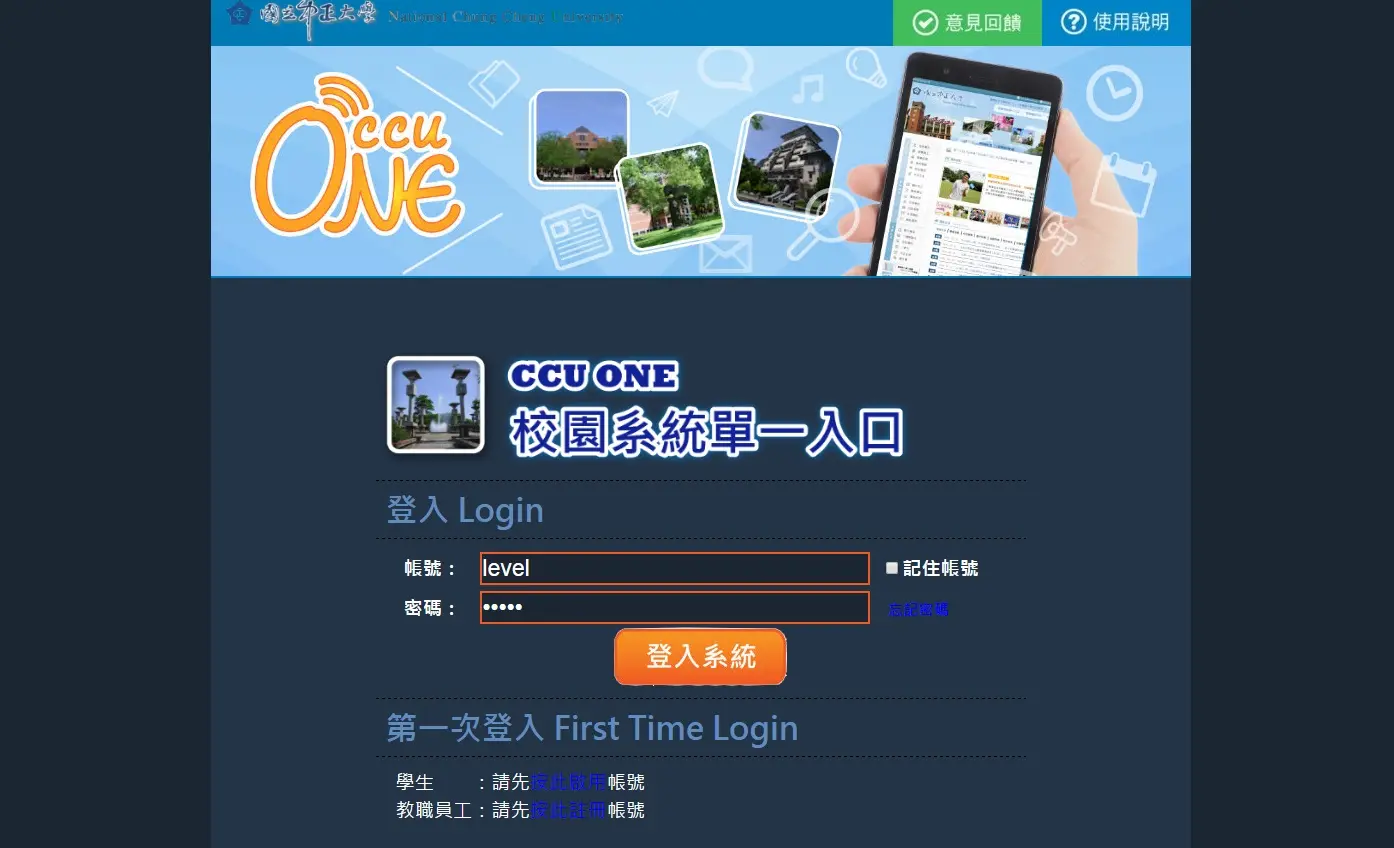 國立中正大學 National Chung Cheng University
意見回饋
使用說明
ccu
ONE
CCU ONE
校園系統單一入口
登入 Login
帳號： level 記住帳號
密碼： ••••• 忘記密碼
登入系統
第一次登入 First Time Login
學生 ：請先按此啟用帳號
教職員工：請先按此註冊帳號